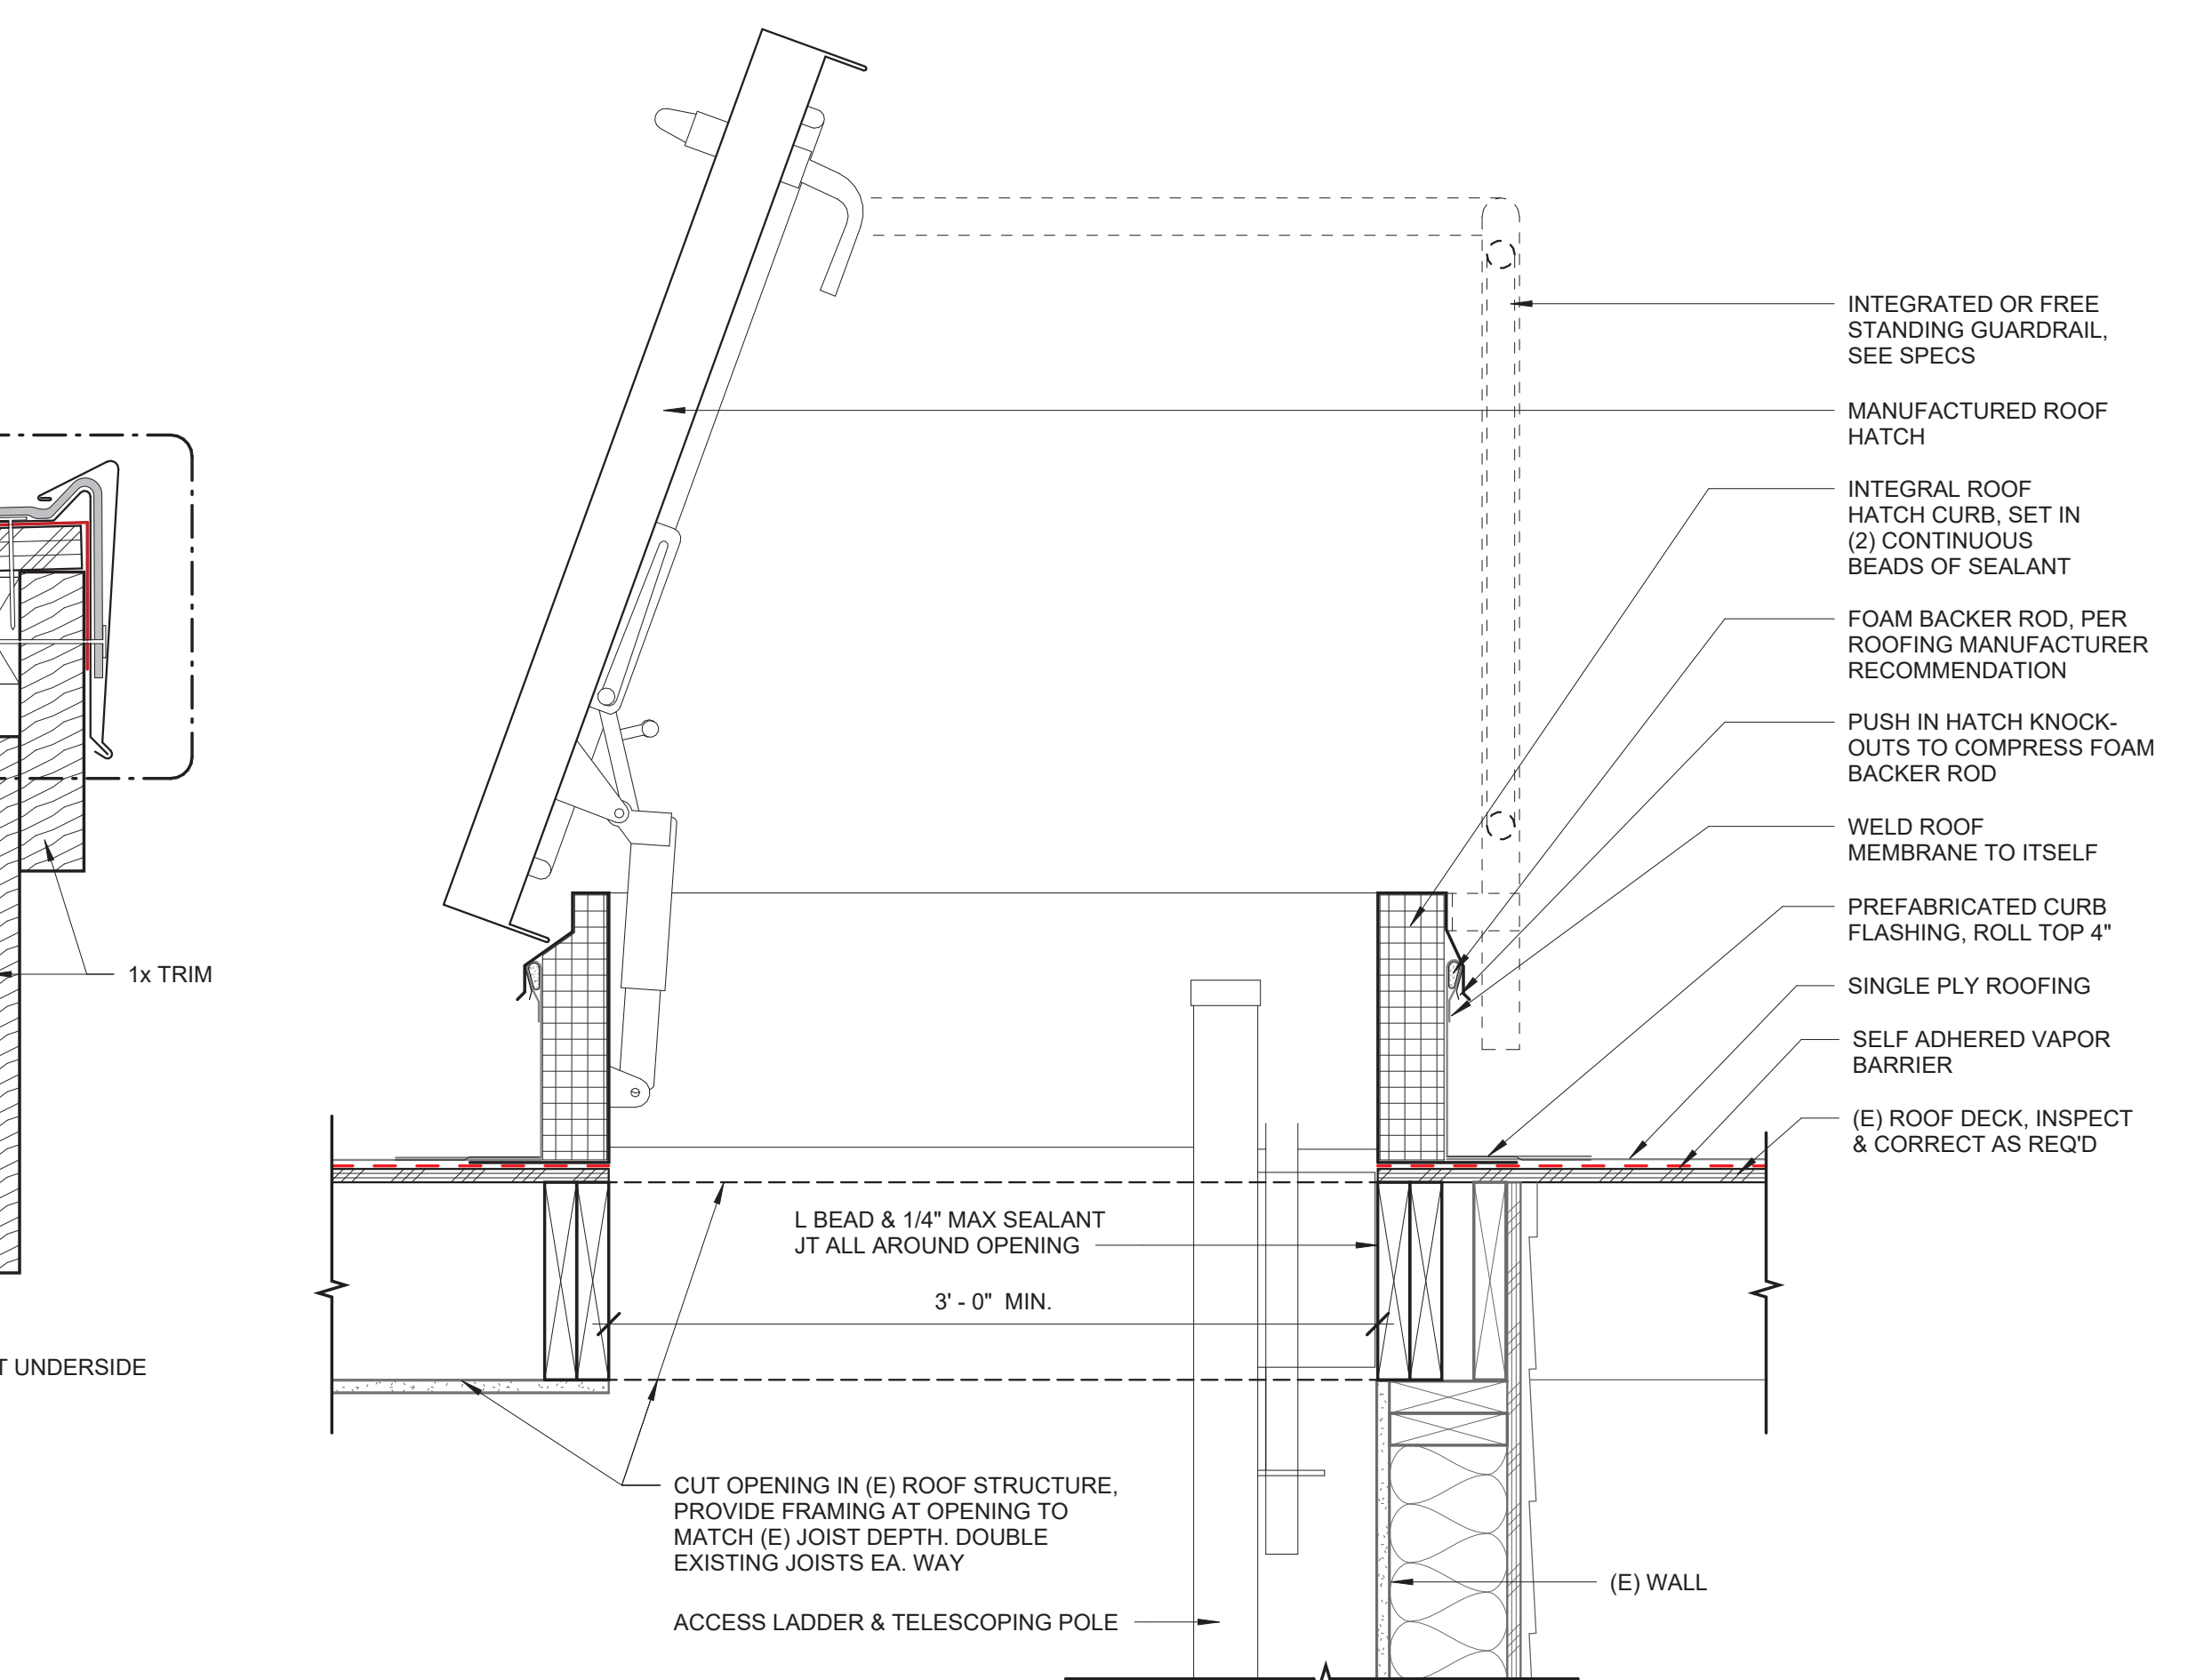 INTEGRATED OR FREE
STANDING GUARDRAIL,
SEE SPECS
MANUFACTURED ROOF
HATCH
INTEGRAL ROOF
HATCH CURB, SET IN
(2) CONTINUOUS
BEADS OF SEALANT
FOAM BACKER ROD, PER
ROOFING MANUFACTURER
RECOMMENDATION
PUSH IN HATCH KNOCK-
OUTS TO COMPRESS FOAM
BACKER ROD
WELD ROOF
MEMBRANE TO ITSELF
PREFABRICATED CURB
FLASHING, ROLL TOP 4"
SINGLE PLY ROOFING
SELF ADHERED VAPOR
BARRIER
(E) ROOF DECK, INSPECT
& CORRECT AS REQ'D
1x TRIM
L BEAD & 1/4" MAX SEALANT
JT ALL AROUND OPENING
3' - 0" MIN.
T UNDERSIDE
CUT OPENING IN (E) ROOF STRUCTURE,
PROVIDE FRAMING AT OPENING TO
MATCH (E) JOIST DEPTH. DOUBLE
EXISTING JOISTS EA. WAY
(E) WALL
ACCESS LADDER & TELESCOPING POLE